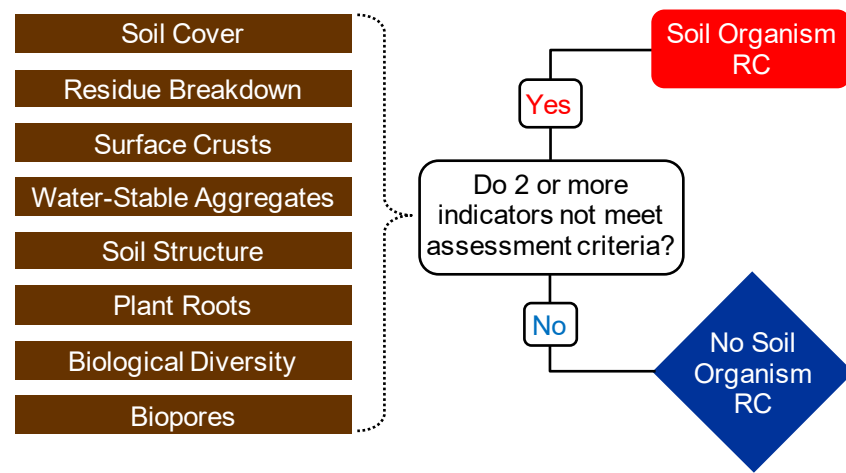 Soil Cover
Residue Breakdown
Surface Crusts
Water-Stable Aggregates
Soil Structure
Plant Roots
Biological Diversity
Biopores
Soil Organism
RC
Yes
Do 2 or more
indicators not meet
assessment criteria?
No
No Soil
Organism
RC